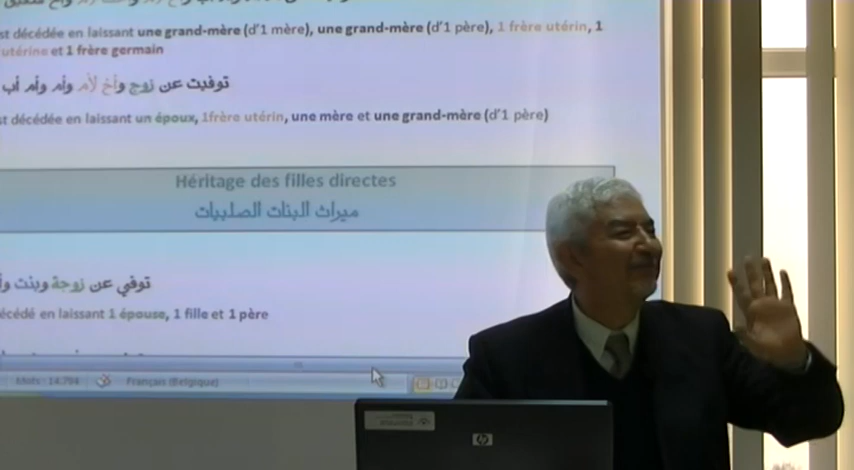 st décédée en laissant une grand-mère (d'1 mère), une grand-mère (d'1 père), 1 frère utérin, 1
utérine et 1 frère germain
توفيت عن زوج وأخ لأم وأم وأم أب
st décédée en laissant un époux, 1frère utérin, une mère et une grand-mère (d'1 père)
Héritage des filles directes
ميراث البنات الصلبيات
توفي عن زوجة وبنت وأ
écédé en laissant 1 épouse, 1 fille et 1 père
Mots : 14.794 Français (Belgique)
hp